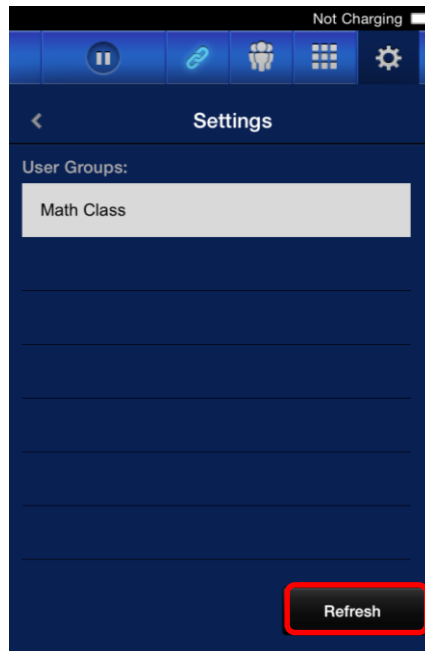 Not Charging
Settings
User Groups:
Math Class
Refresh